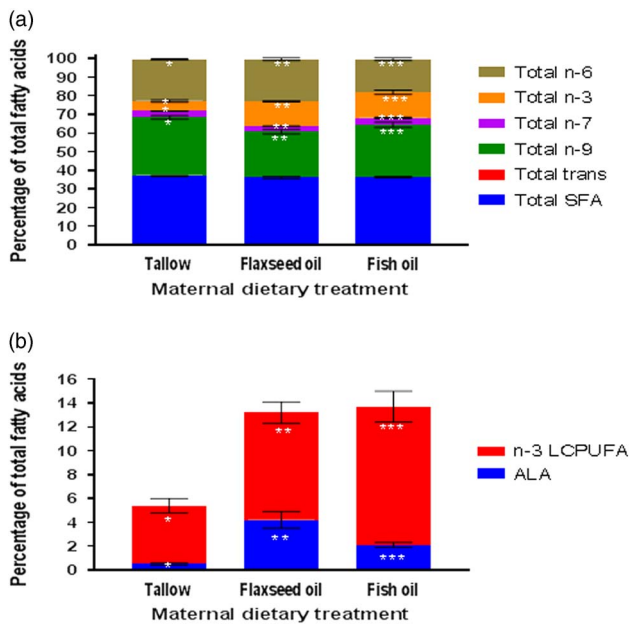 (a)
Percentage of total fatty acids
100
90
80
70
60
50
40
30
20
10
0
*
*
*
*
**
**
**
**
***
***
***
***
Tallow
Flaxseed oil
Fish oil
Maternal dietary treatment
Total n-6
Total n-3
Total n-7
Total n-9
Total trans
Total SFA
(b)
Percentage of total fatty acids
16
14
12
10
8
6
4
2
0
*
*
**
**
***
***
Tallow
Flaxseed oil
Fish oil
Maternal dietary treatment
n-3 LCPUFA
ALA